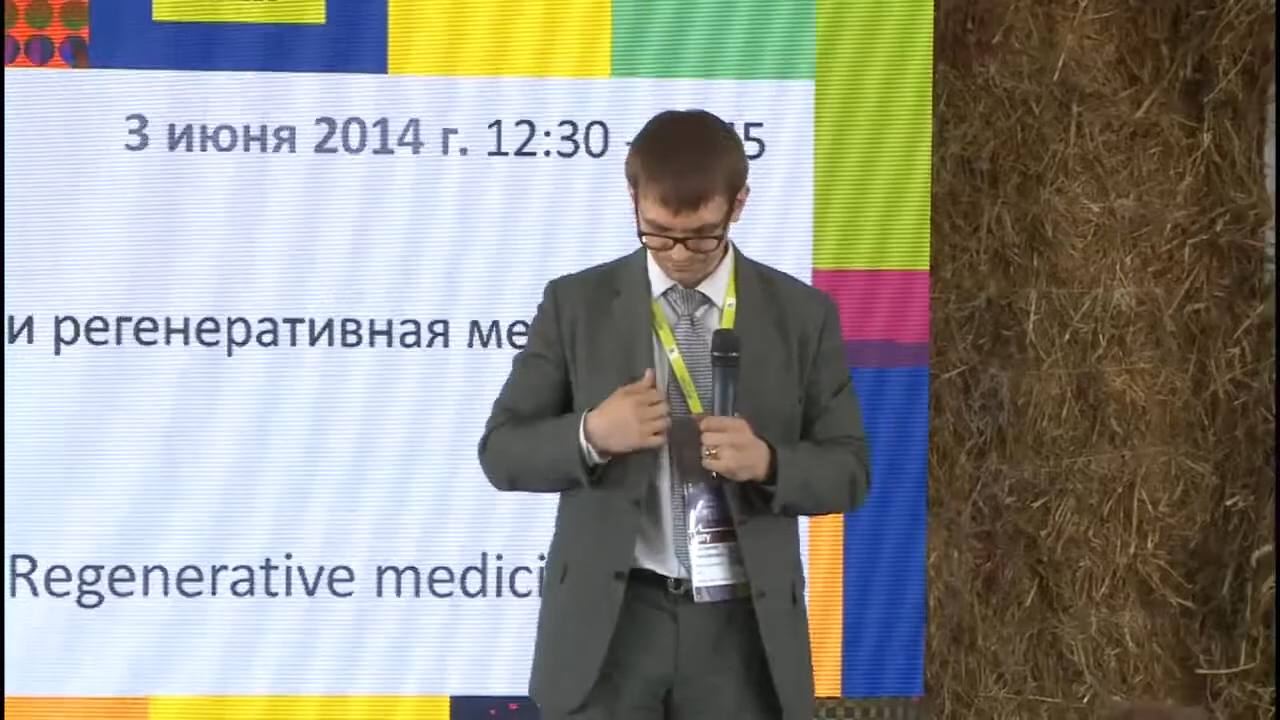 3 июня 2014 г. 12:30
и регенеративная ме
Regenerative medici